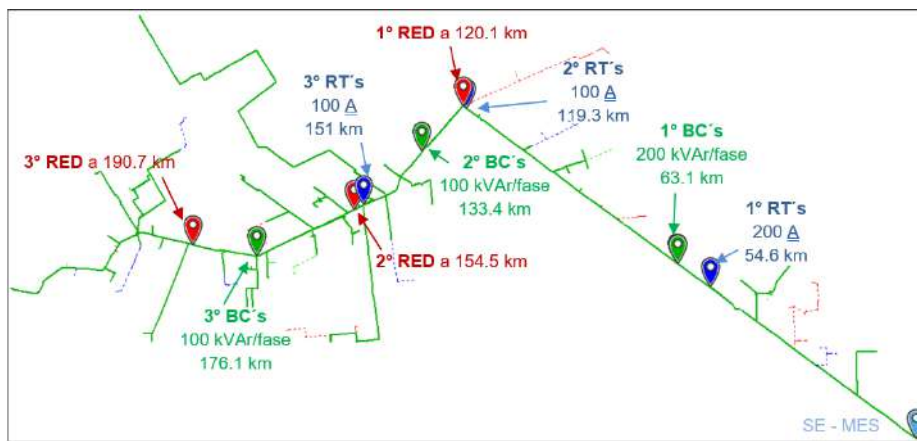 1º RED a 120.1 km
3º RT´s
100 A
151 km
2º RT´s
100 A
119.3 km
1º BC´s
200 kVAr/fase
63.1 km
3º RED a 190.7 km
2º BC´s
100 kVAr/fase
133.4 km
1º RT´s
200 A
54.6 km
2º RED a 154.5 km
3º BC´s
100 kVAr/fase
176.1 km
SE - MES